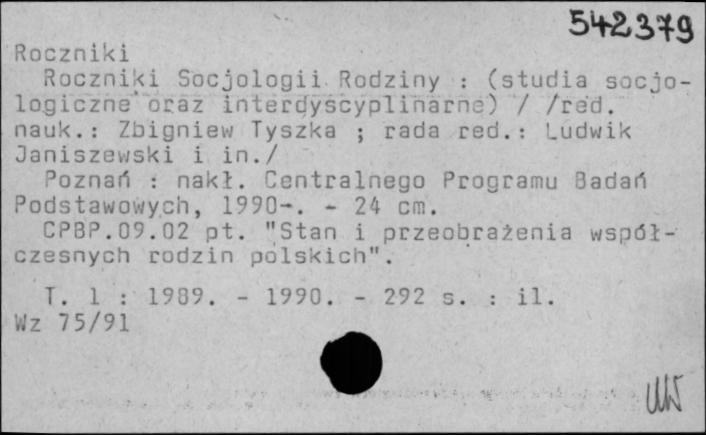 542379
Roczniki
Roczniki Socjologii Rodziny : (studia socjo-
logiczne oraz interdyscyplinarne) / /red.
nauk.: Zbigniew Tyszka ; rada red.: Ludwik
Janiszewski i in./
Poznań : nakł. Centralnego Programu Badań
Podstawowych, 1990-. - 24 cm.
CPBP.09.02 pt. "Stan i przeobrażenia współ-
czesnych rodzin polskich".
T. 1 : 1989. - 1990. - 292 s. : il.
Wz 75/91